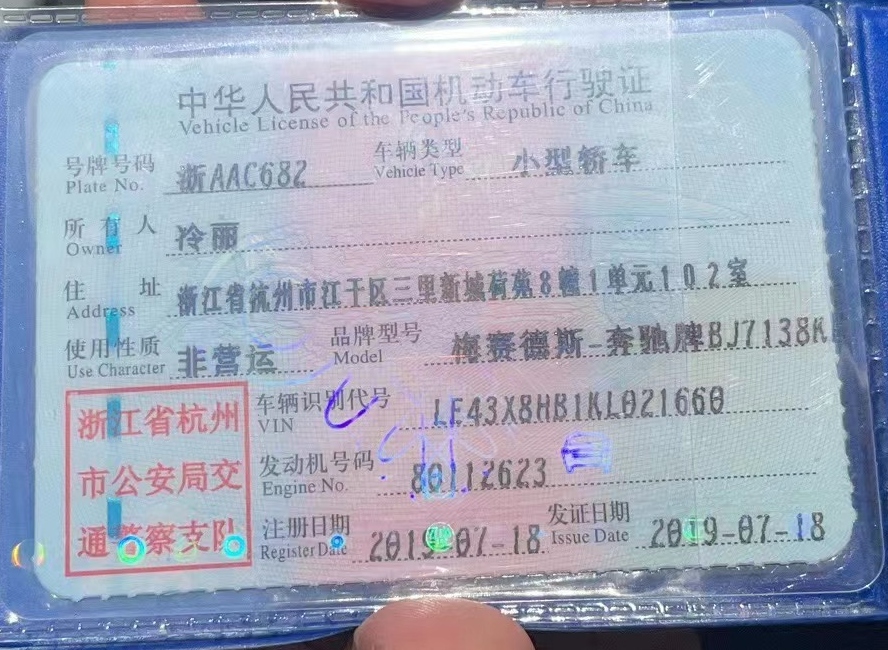 中华人民共和国机动车行驶证
Vehicle License of the People's Republic of China
号牌号码 浙AAC682 车辆类型 小型轿车
Plate No. Vehicle Type
所有人 冷丽
Owner
住址 浙江省杭州市江干区三里新城荷苑8幢1单元102室
Address
使用性质 非营运 品牌型号 梅赛德斯-奔驰牌BJ7138K
Use Character Model
浙江省杭州
市公安局交
通警察支队
车辆识别代号 LE43X8HB1KL021660
VIN
发动机号码 80112623
Engine No.
注册日期 2019-07-18 发证日期 2019-07-18
Register Date Issue Date